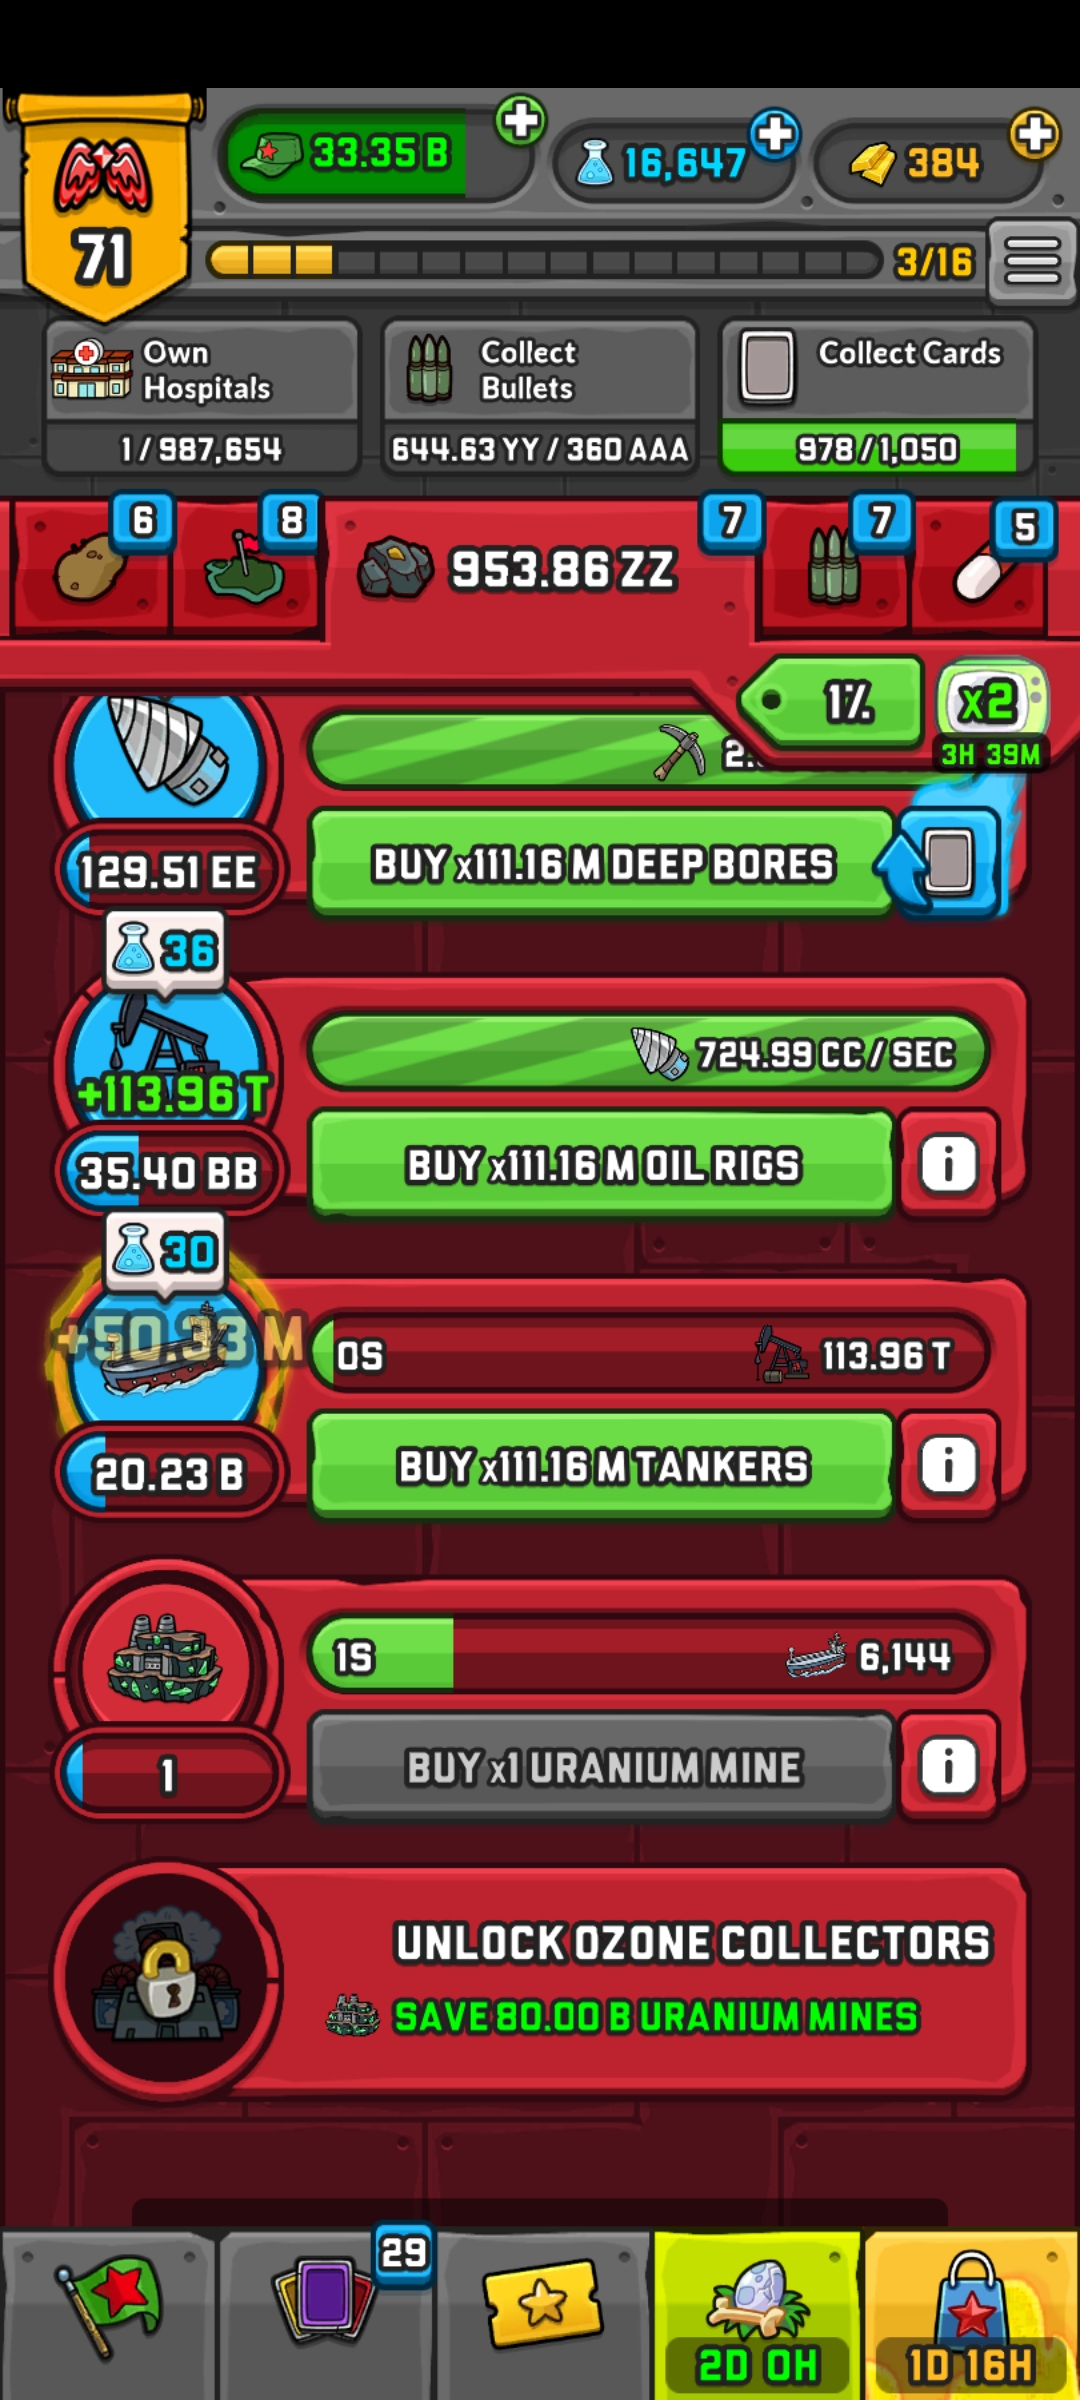 71
33.35 B
16,647
384
3/16
Own
Hospitals
1 / 987,654
Collect
Bullets
644.63 YY / 360 AAA
Collect Cards
978 / 1,050
6
8
953.86 ZZ
7
7
5
1%
x2
3H 39M
129.51 EE
BUY x111.16 M DEEP BORES
36
+113.96 T
724.99 CC / SEC
35.40 BB
BUY x111.16 M OIL RIGS
i
30
+50.33 M
0S
113.96 T
20.23 B
BUY x111.16 M TANKERS
i
1S
6,144
1
BUY x1 URANIUM MINE
i
UNLOCK OZONE COLLECTORS
SAVE 80.00 B URANIUM MINES
29
2D 0H
1D 16H